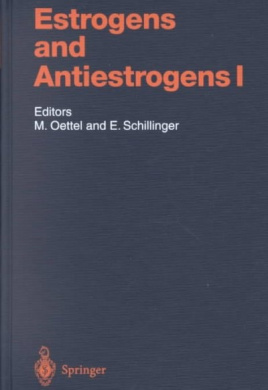 Estrogens
and
Antiestrogens I
Editors
M. Oettel and E. Schillinger
Springer